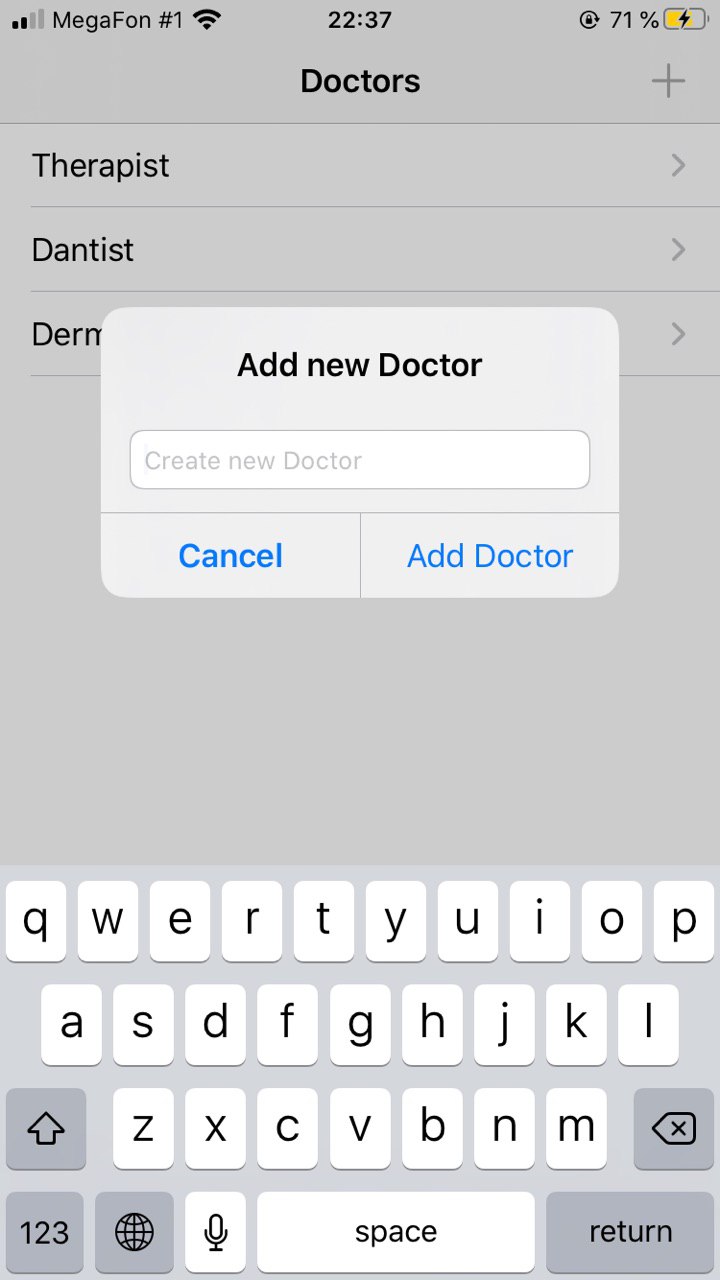 MegaFon #1 22:37 71 %
Doctors
Therapist
Dantist
Derm
Add new Doctor
Create new Doctor
Cancel Add Doctor
q w e r t y u i o p
a s d f g h j k l
z x c v b n m
123 space return